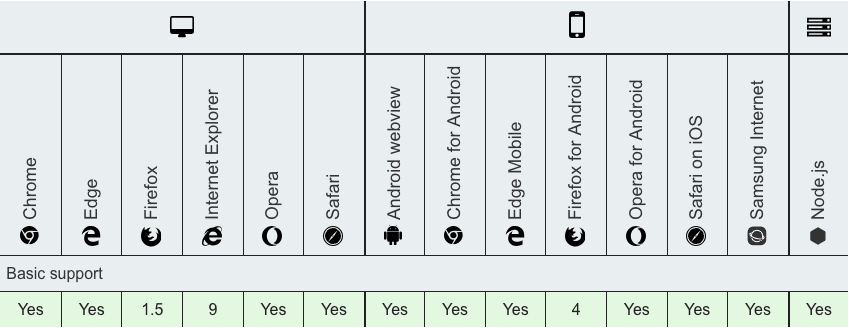 Chrome
Edge
Firefox
Internet Explorer
Opera
Safari
Android webview
Chrome for Android
Edge Mobile
Firefox for Android
Opera for Android
Safari on iOS
Samsung Internet
Node.js
Basic support
Yes Yes 1.5 9 Yes Yes Yes Yes Yes 4 Yes Yes Yes Yes